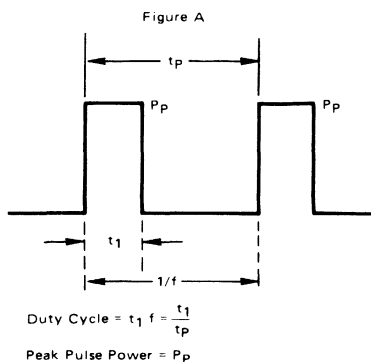 Figure A
tP
PP
PP
t1
1/f
Duty Cycle = t1 f = t1/tP
Peak Pulse Power = PP